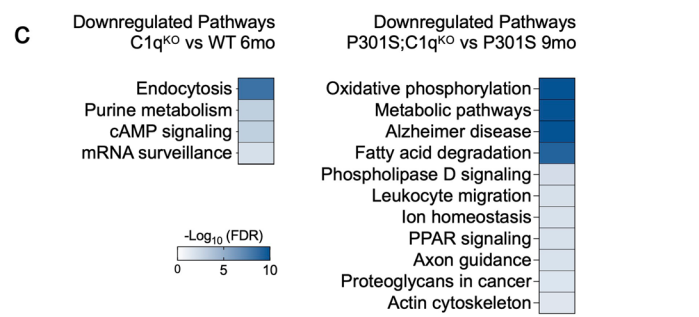 C
Downregulated Pathways
C1qᴷᴼ vs WT 6mo
Endocytosis
Purine metabolism
cAMP signaling
mRNA surveillance
-Log₁₀ (FDR)
0 5 10
Downregulated Pathways
P301S;C1qᴷᴼ vs P301S 9mo
Oxidative phosphorylation
Metabolic pathways
Alzheimer disease
Fatty acid degradation
Phospholipase D signaling
Leukocyte migration
Ion homeostasis
PPAR signaling
Axon guidance
Proteoglycans in cancer
Actin cytoskeleton